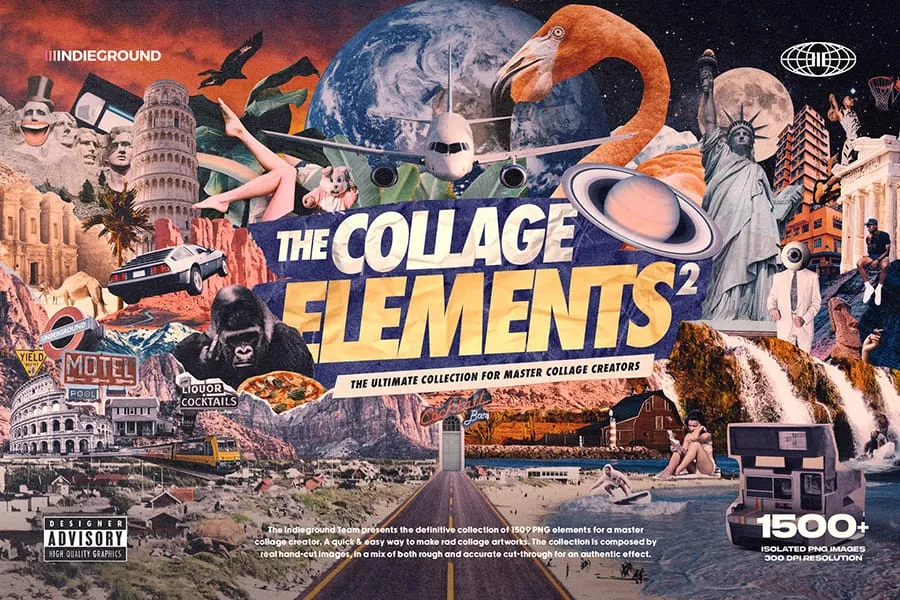 INDIEGROUND
THE COLLAGE
ELEMENTS2
THE ULTIMATE COLLECTION FOR MASTER COLLAGE CREATORS
UNDERGROUND
YIELD
MOTEL
POOL
LIQUOR
COCKTAILS
Cocktails
Bar
DESIGNER
ADVISORY
HIGH QUALITY GRAPHICS
The Indieground Team presents the definitive collection of 1509 PNG elements for a master
collage creator. A quick & easy way to make rad collage artworks. The collection is composed by
real hand-cut images, in a mix of both rough and accurate cut-through for an authentic effect.
1500+
ISOLATED PNG IMAGES
300 DPI RESOLUTION